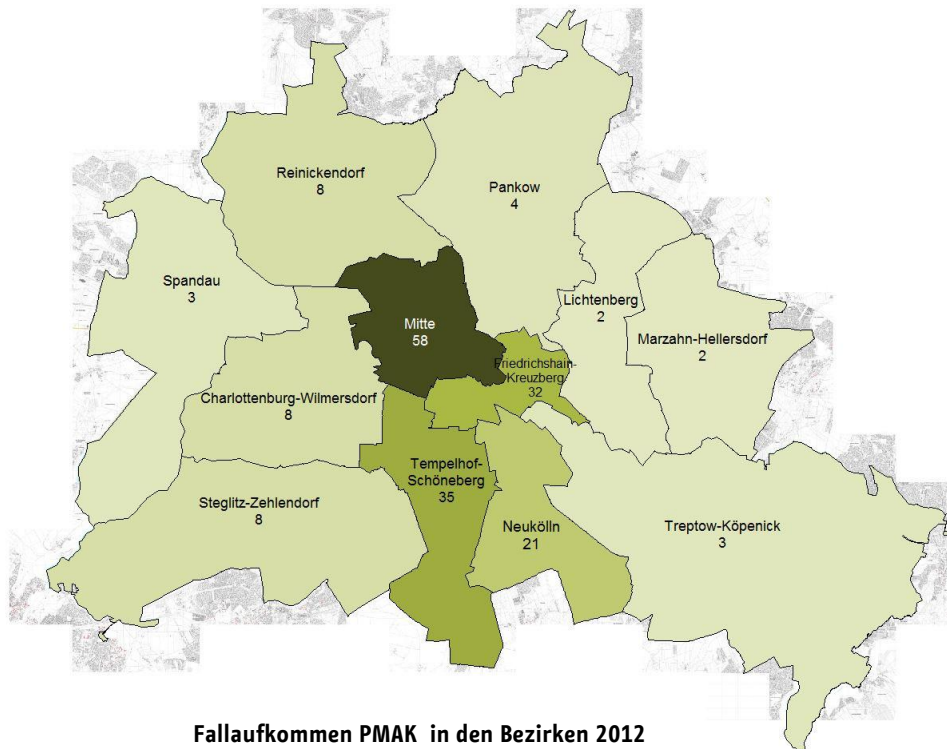 Reinickendorf
8
Pankow
4
Spandau
3
Lichtenberg
2
Mitte
58
Marzahn-Hellersdorf
2
Friedrichshain-
Kreuzberg
32
Charlottenburg-Wilmersdorf
8
Tempelhof-
Schöneberg
35
Steglitz-Zehlendorf
8
Neukölln
21
Treptow-Köpenick
3
Fallaufkommen PMAK in den Bezirken 2012